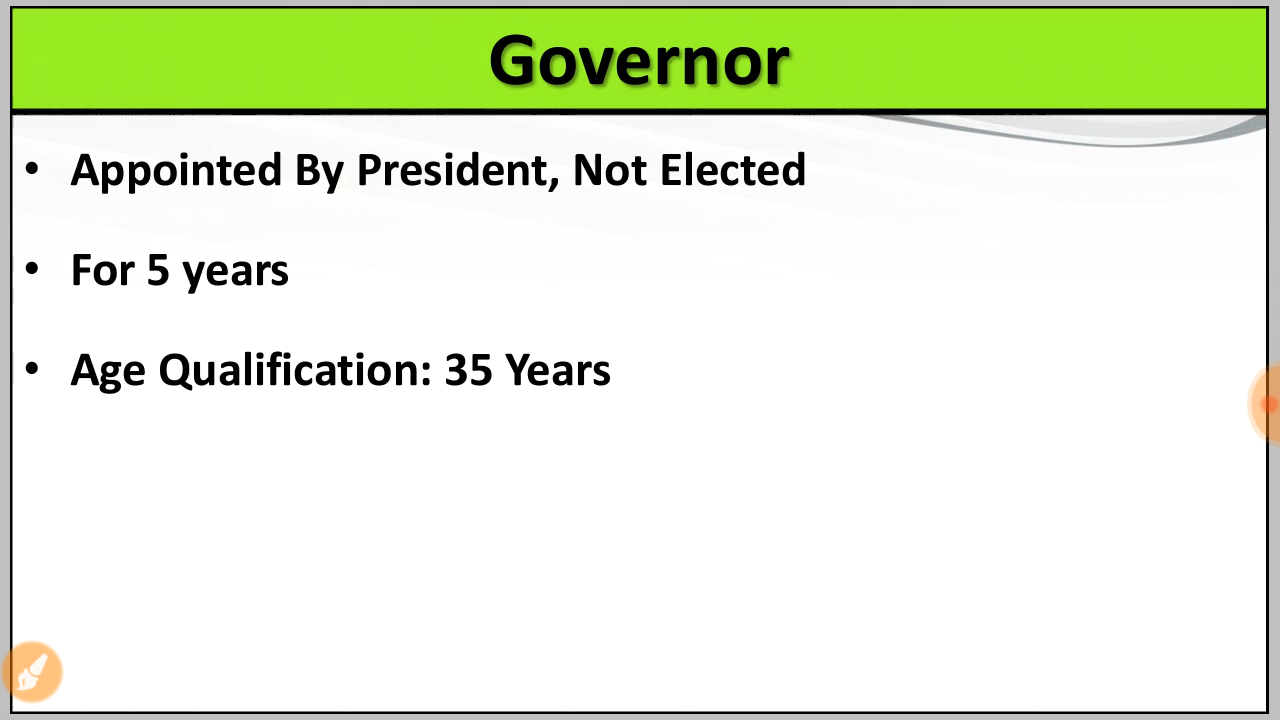 Governor
• Appointed By President, Not Elected
• For 5 years
• Age Qualification: 35 Years